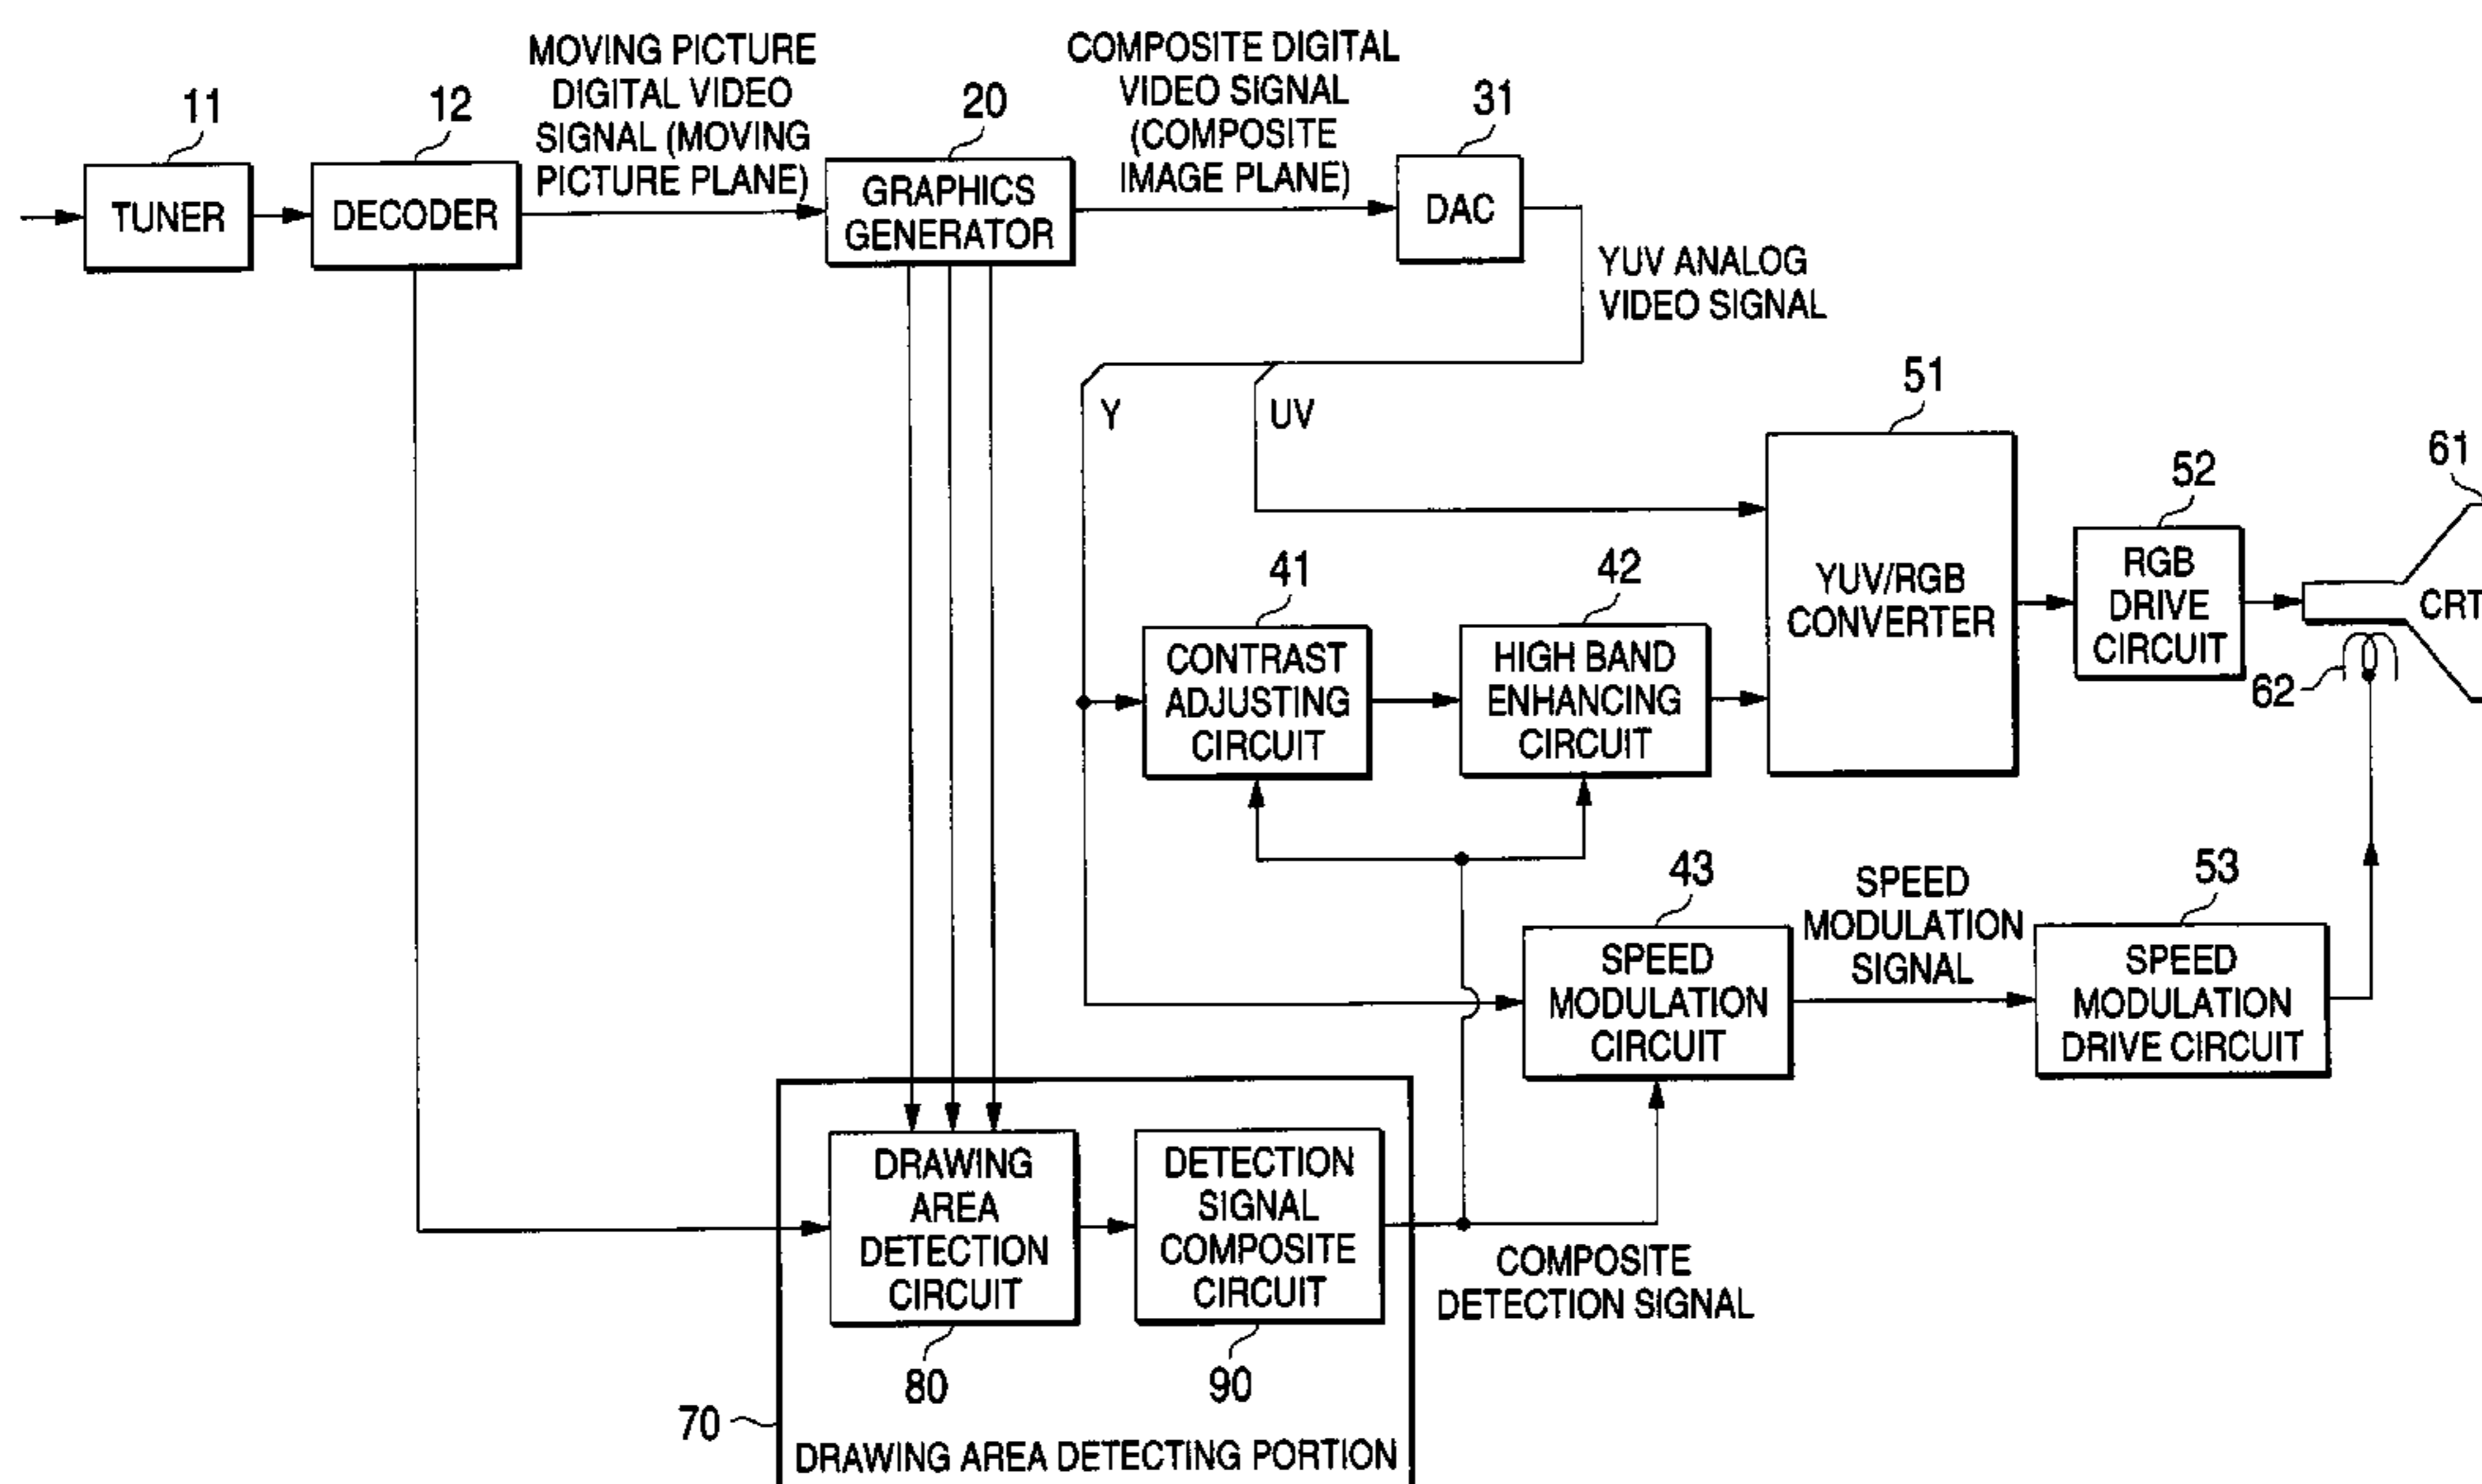 MOVING PICTURE
DIGITAL VIDEO
SIGNAL (MOVING
PICTURE PLANE)
COMPOSITE DIGITAL
VIDEO SIGNAL
(COMPOSITE
IMAGE PLANE)
11
12
20
31
TUNER
DECODER
GRAPHICS
GENERATOR
DAC
YUV ANALOG
VIDEO SIGNAL
Y
UV
51
52
61
41
42
YUV/RGB
CONVERTER
RGB
DRIVE
CIRCUIT
CRT
62
CONTRAST
ADJUSTING
CIRCUIT
HIGH BAND
ENHANCING
CIRCUIT
43
SPEED
MODULATION
SIGNAL
53
SPEED
MODULATION
CIRCUIT
SPEED
MODULATION
DRIVE CIRCUIT
DRAWING
AREA
DETECTION
CIRCUIT
DETECTION
SIGNAL
COMPOSITE
CIRCUIT
COMPOSITE
DETECTION SIGNAL
80
90
70
DRAWING AREA DETECTING PORTION